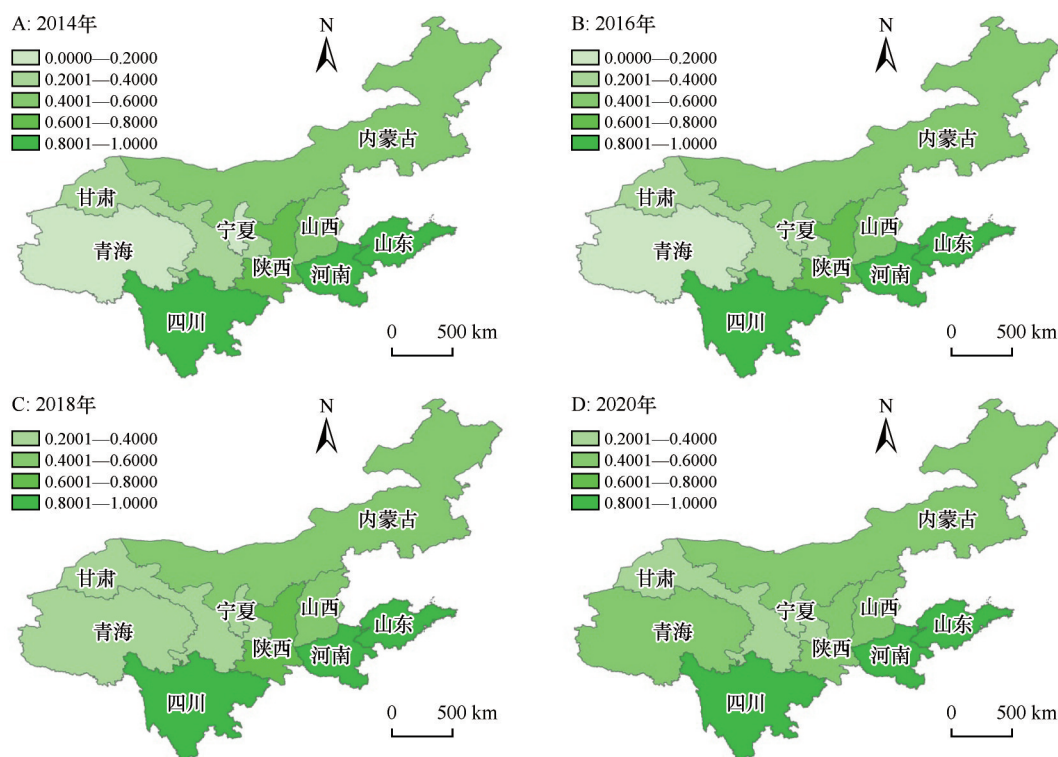 A: 2014年
N
0.0000—0.2000
0.2001—0.4000
0.4001—0.6000
0.6001—0.8000
0.8001—1.0000
内蒙古
甘肃
宁夏
山西
青海
山东
陕西
河南
四川
0 500 km
B: 2016年
N
0.0000—0.2000
0.2001—0.4000
0.4001—0.6000
0.6001—0.8000
0.8001—1.0000
内蒙古
甘肃
宁夏
山西
青海
山东
陕西
河南
四川
0 500 km
C: 2018年
N
0.2001—0.4000
0.4001—0.6000
0.6001—0.8000
0.8001—1.0000
内蒙古
甘肃
宁夏
山西
青海
山东
陕西
河南
四川
0 500 km
D: 2020年
N
0.2001—0.4000
0.4001—0.6000
0.6001—0.8000
0.8001—1.0000
内蒙古
甘肃
宁夏
山西
青海
山东
陕西
河南
四川
0 500 km